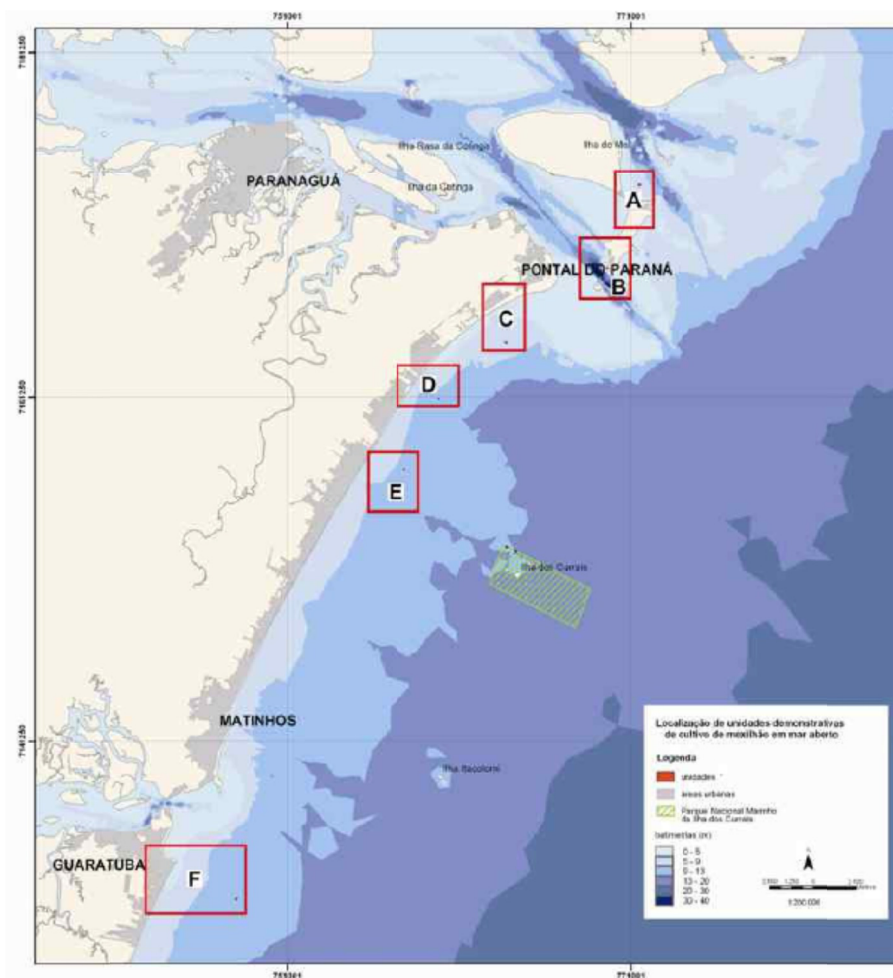 771001
PARANAGUÁ
Ilha Rasa da Cotinga
Ilha da Cotinga
Ilha do Mel
A
PONTAL DO PARANÁ
B
C
D
E
Ilha dos Currais
MATINHOS
Ilha Itacolomi
GUARATUBA
F
Localização de unidades demonstrativas
de cultivo de mexilhão em mar aberto
Legenda
unidades
áreas urbanas
Parque Nacional Marinho
da Ilha dos Currais
batimetrias (m)
0 - 5
5 - 9
9 - 13
13 - 20
20 - 30
30 - 40
N
771001